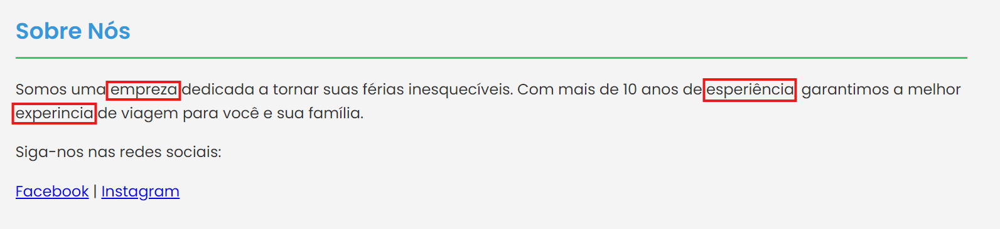 Sobre Nós
Somos uma empreza dedicada a tornar suas férias inesquecíveis. Com mais de 10 anos de esperiência garantimos a melhor
experincia de viagem para você e sua família.
Siga-nos nas redes sociais:
Facebook | Instagram